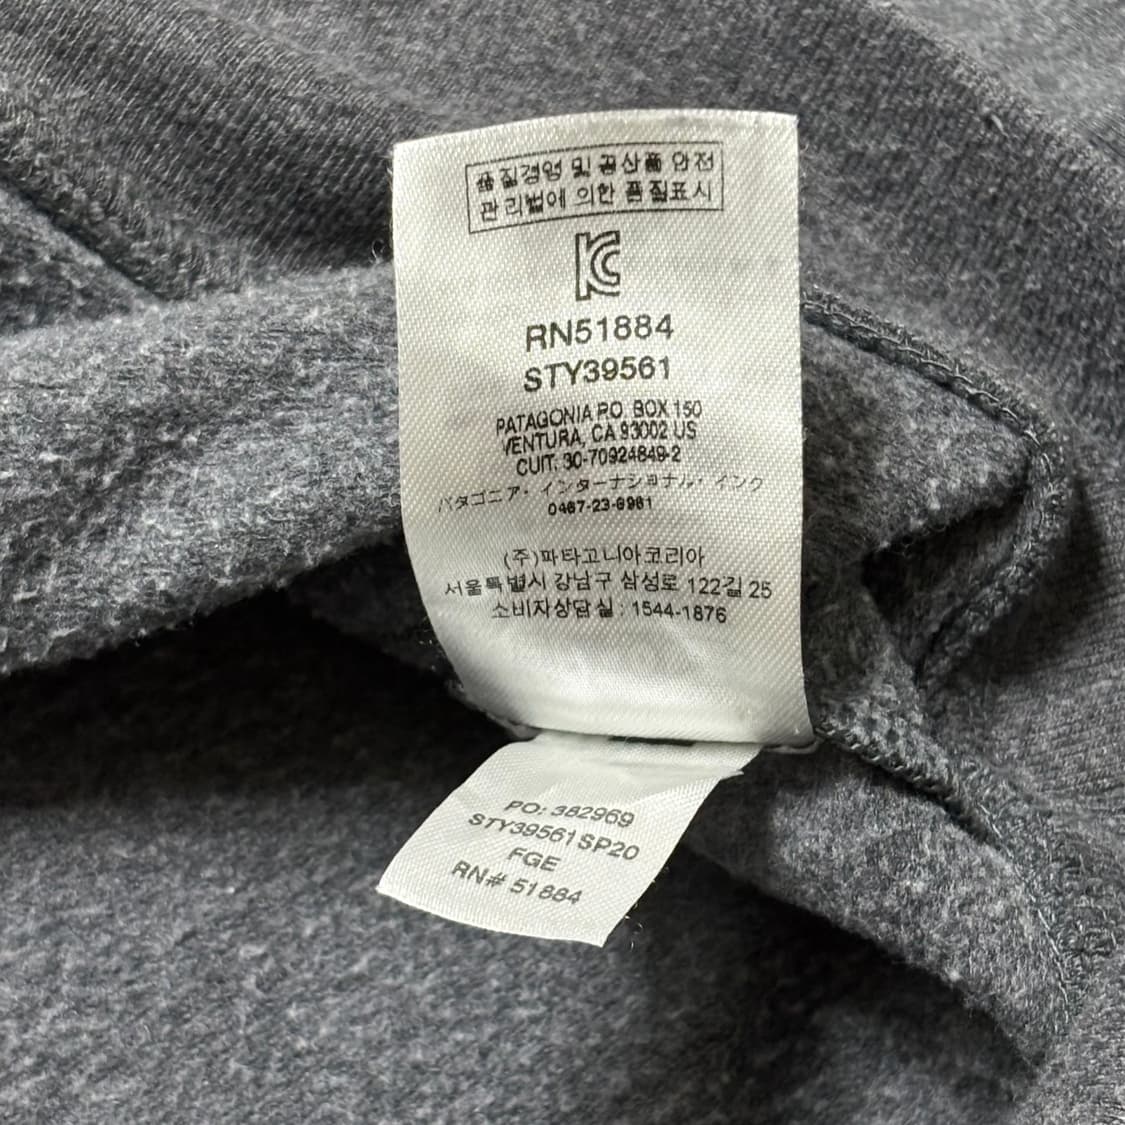 품질경영 및 공산품 안전
관리법에 의한 품질표시
RN51884
STY39561
PATAGONIA P.O. BOX 150
VENTURA, CA 93002 US
CUIT: 30-70924849-2
パタゴニア・インターナショナル・インク
(주)파타고니아코리아
서울특별시 강남구 삼성로 122길 25
소비자상담실 : 1544-1876
PO: 382969
STY39561SP20
FGE
RN# 51884